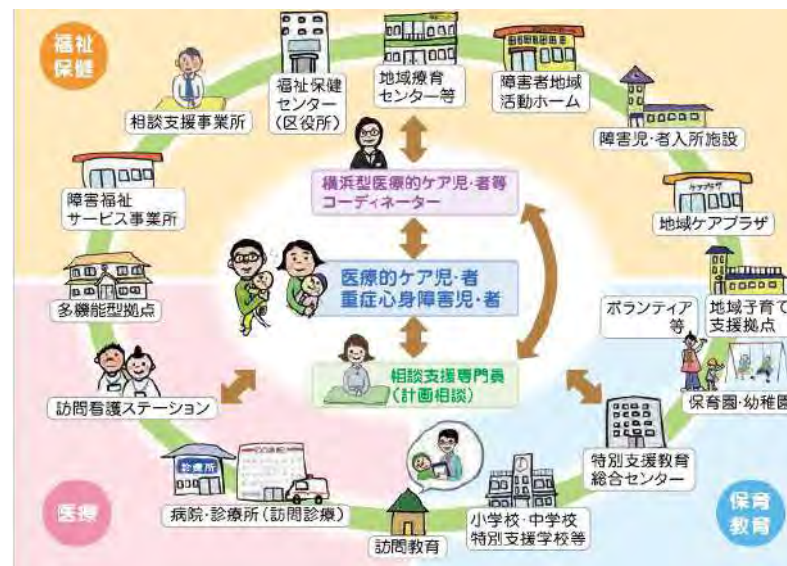 福祉
保健
相談支援事業所
福祉保健
センター
(区役所)
地域療育
センター等
障害者地域
活動ホーム
障害児・者入所施設
障害福祉
サービス事業所
横浜型医療的ケア児・者等
コーディネーター
ケアプラザ
地域ケアプラザ
多機能型拠点
医療的ケア児・者
重症心身障害児・者
ボランティア
等
地域子育て
支援拠点
訪問看護ステーション
相談支援専門員
(計画相談)
保育園・幼稚園
特別支援教育
総合センター
診療所
病院・診療所(訪問診療)
訪問教育
小学校・中学校
特別支援学校等
医療
保育
教育